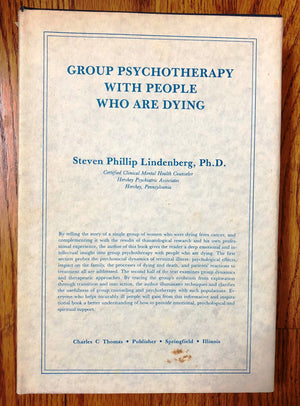 GROUP PSYCHOTHERAPY
WITH PEOPLE
WHO ARE DYING
Steven Phillip Lindenberg, Ph.D.
Certified Clinical Mental Health Counselor
Hershey Psychiatric Associates
Hershey, Pennsylvania
By telling the story of a single group of women who were dying from cancer, and
complementing it with the results of thanatological research and his own profes-
sional experience, the author of this book gives the reader a deep emotional and in-
tellectual insight into group psychotherapy with people who are dying. The first
section probes the psychosocial dynamics of terminal illness: psychological effects,
impact on the family, the processes of dying and death, and patients' reactions to
treatment all are addressed. The second half of the text examines group dynamics
and therapeutic approaches. By tracing the group's evolution from exploration
through transition and into action, the author illuminates techniques and clarifies
the usefulness of group counseling and psychotherapy with such populations. Ev-
eryone who helps incurably ill people will gain from this informative and inspira-
tional book a better understanding of how to provide emotional, psychological and
spiritual support.
Charles C Thomas • Publisher • Springfield • Illinois